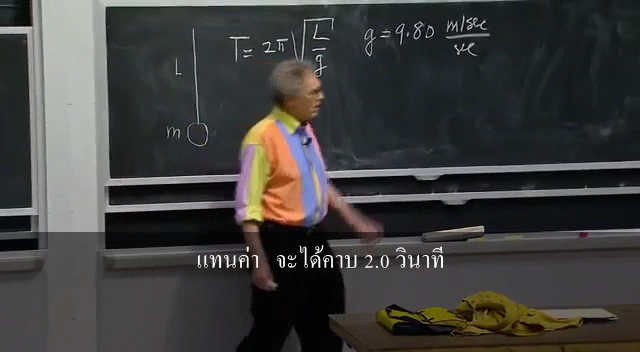 T = 2π √L/g g = 9.80 m/sec/sec
L
m
แทนค่า จะได้คาบ 2.0 วินาที